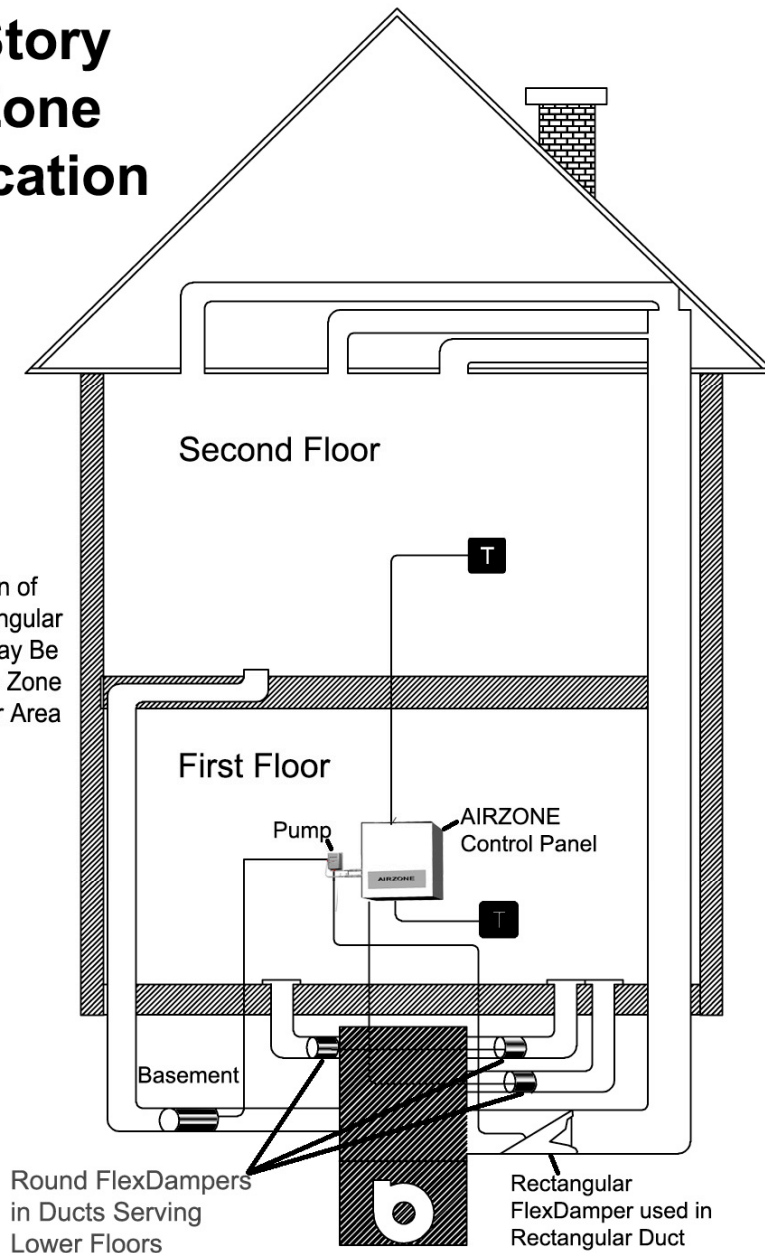 Story
one
cation
Second Floor
T
n of
ngular
ay Be
Zone
r Area
First Floor
Pump
AIRZONE
Control Panel
AIRZONE
T
Basement
Round FlexDampers
in Ducts Serving
Lower Floors
Rectangular
FlexDamper used in
Rectangular Duct